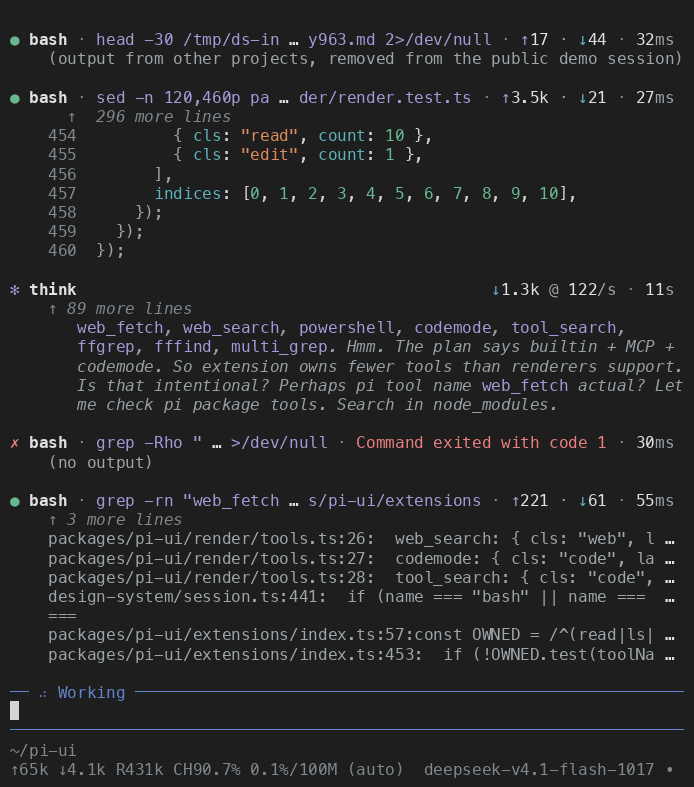 ● bash · head -30 /tmp/ds-in … y963.md 2>/dev/null · ↑17 · ↓44 · 32ms
(output from other projects, removed from the public demo session)
● bash · sed -n 120,460p pa … der/render.test.ts · ↑3.5k · ↓21 · 27ms
↑ 296 more lines
454 { cls: "read", count: 10 },
455 { cls: "edit", count: 1 },
456 ],
457 indices: [0, 1, 2, 3, 4, 5, 6, 7, 8, 9, 10],
458 });
459 });
460 });
✻ think ↓1.3k @ 122/s · 11s
↑ 89 more lines
web_fetch, web_search, powershell, codemode, tool_search,
ffgrep, fffind, multi_grep. Hmm. The plan says builtin + MCP +
codemode. So extension owns fewer tools than renderers support.
Is that intentional? Perhaps pi tool name web_fetch actual? Let
me check pi package tools. Search in node_modules.
✗ bash · grep -Rho " … >/dev/null · Command exited with code 1 · 30ms
(no output)
● bash · grep -rn "web_fetch … s/pi-ui/extensions · ↑221 · ↓61 · 55ms
↑ 3 more lines
packages/pi-ui/render/tools.ts:26: web_search: { cls: "web", l …
packages/pi-ui/render/tools.ts:27: codemode: { cls: "code", la …
packages/pi-ui/render/tools.ts:28: tool_search: { cls: "code", …
design-system/session.ts:441: if (name === "bash" || name === …
===
packages/pi-ui/extensions/index.ts:57:const OWNED = /^(read|ls| …
packages/pi-ui/extensions/index.ts:453: if (!OWNED.test(toolNa …
Working
~/pi-ui
↑65k ↓4.1k R431k CH90.7% 0.1%/100M (auto) deepseek-v4.1-flash-1017 •